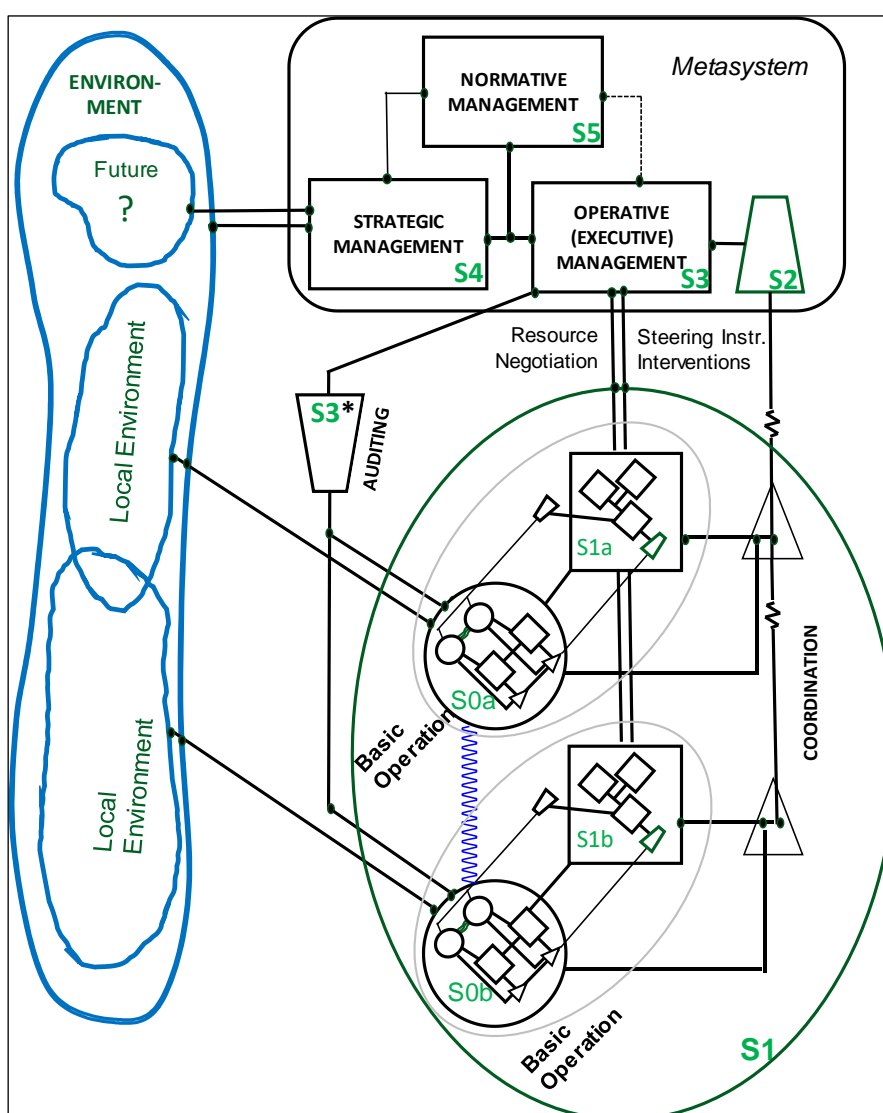 ENVIRON-
MENT
Future
?
Local Environment
Local
Environment
Metasystem
NORMATIVE
MANAGEMENT
S5
STRATEGIC
MANAGEMENT
S4
OPERATIVE
(EXECUTIVE)
MANAGEMENT
S3
S2
Resource
Negotiation
Steering Instr.
Interventions
S3*
AUDITING
S1a
S0a
Basic
Operation
COORDINATION
S1b
S0b
Basic
Operation
S1